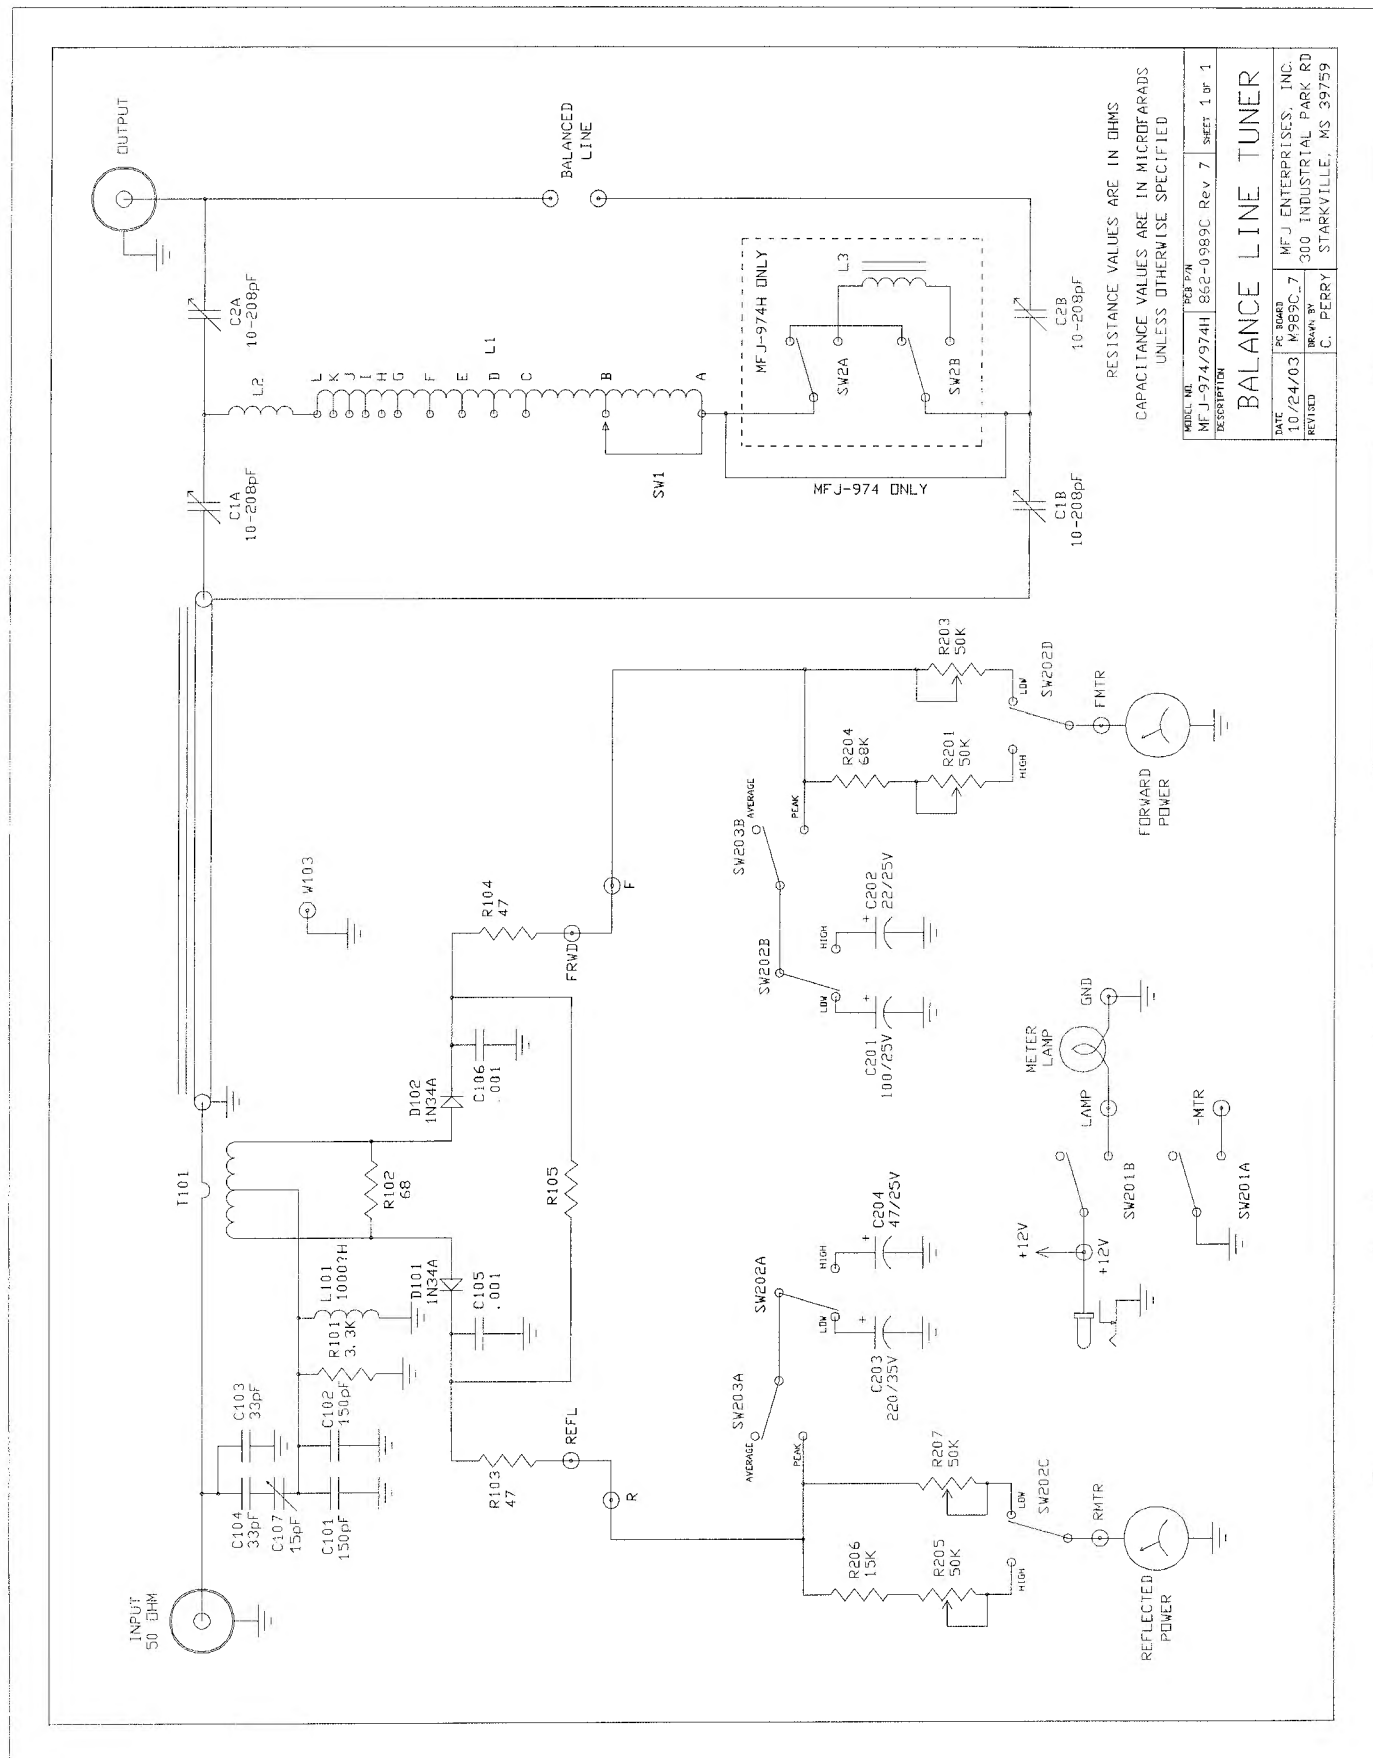 INPUT
50 OHM
C104
33pF
C103
33pF
C107
15pF
C101
150pF
C102
150pF
R101
3.3K
L101
1000?H
T101
R102
68
D101
1N34A
C105
.001
D102
1N34A
C106
.001
R105
R103
47
REFL
R
R104
47
FRWD
F
W103
C1A
10-208pF
C2A
10-208pF
OUTPUT
L2
L
K
J
I
H
G
F
E
D
C
B
A
L1
SW1
BALANCED
LINE
MFJ-974H ONLY
SW2A
SW2B
L3
MFJ-974 ONLY
C1B
10-208pF
C2B
10-208pF
SW203A
AVERAGE
PEAK
SW202A
LOW
HIGH
C203
220/35V
+
C204
47/25V
+
R206
15K
R205
50K
R207
50K
HIGH
LOW
SW202C
RMTR
REFLECTED
POWER
SW202B
LOW
HIGH
C201
100/25V
+
C202
22/25V
+
SW203B
AVERAGE
PEAK
R204
68K
R201
50K
R203
50K
HIGH
LOW
SW202D
FMTR
FORWARD
POWER
+12V
+12V
SW201B
LAMP
METER
LAMP
GND
SW201A
-MTR
RESISTANCE VALUES ARE IN OHMS
CAPACITANCE VALUES ARE IN MICROFARADS
UNLESS OTHERWISE SPECIFIED
MODEL NO.
MFJ-974/974H
PCB P/N
862-0989C Rev 7
SHEET 1 OF 1
DESCRIPTION
BALANCE LINE TUNER
DATE
10/24/03
PC BOARD
M989C_7
REVISED
DRAWN BY
C. PERRY
MFJ ENTERPRISES, INC.
300 INDUSTRIAL PARK RD
STARKVILLE, MS 39759